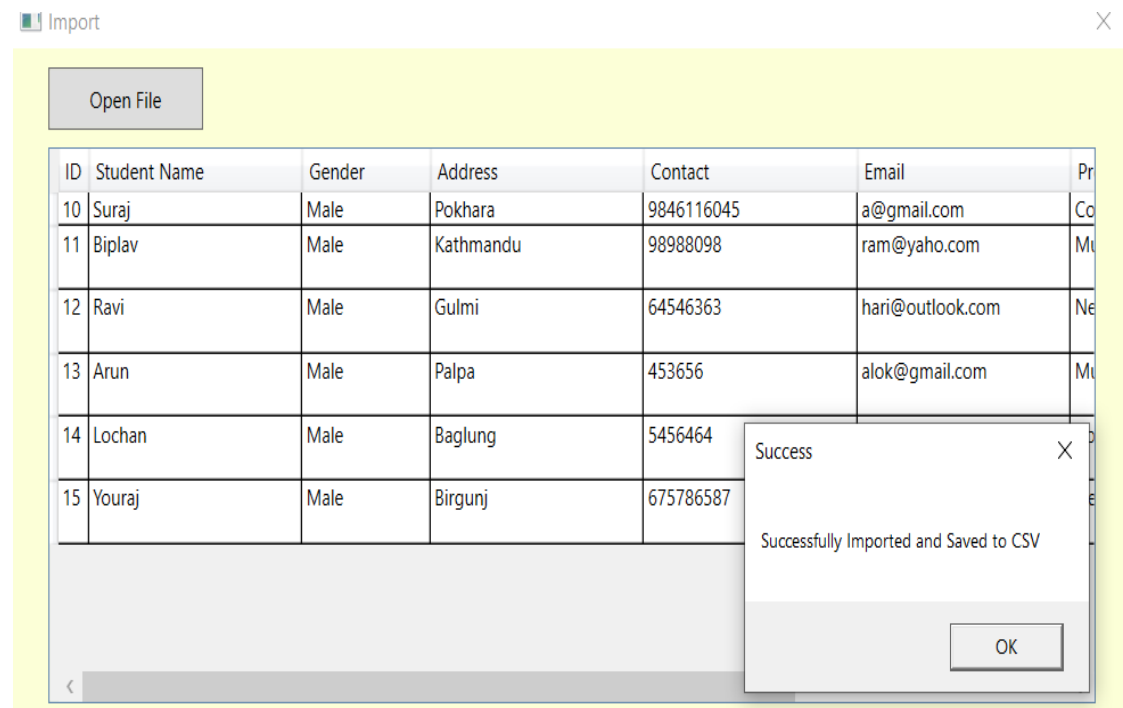 Import
Open File
ID Student Name Gender Address Contact Email
10 Suraj Male Pokhara 9846116045 a@gmail.com
11 Biplav Male Kathmandu 98988098 ram@yaho.com
12 Ravi Male Gulmi 64546363 hari@outlook.com
13 Arun Male Palpa 453656 alok@gmail.com
14 Lochan Male Baglung 5456464
15 Youraj Male Birgunj 675786587
Success
Successfully Imported and Saved to CSV
OK